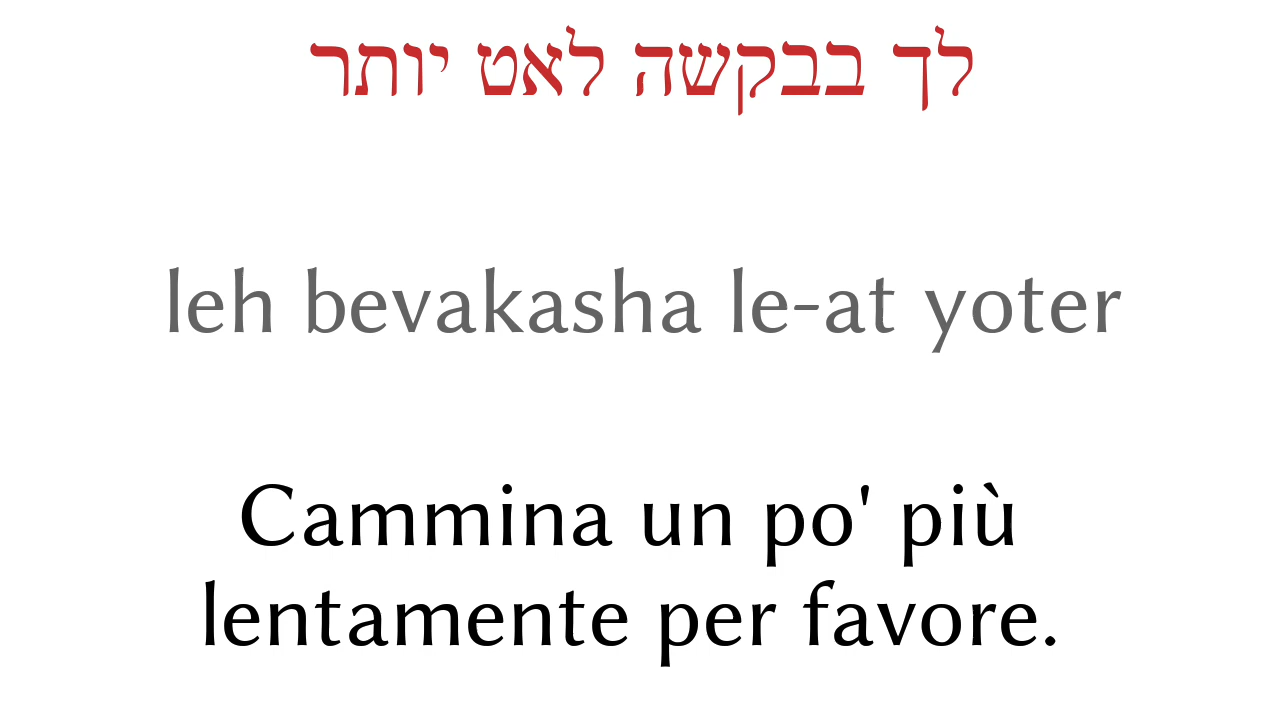 לך בבקשה לאט יותר
leh bevakasha le-at yoter
Cammina un po' più
lentamente per favore.